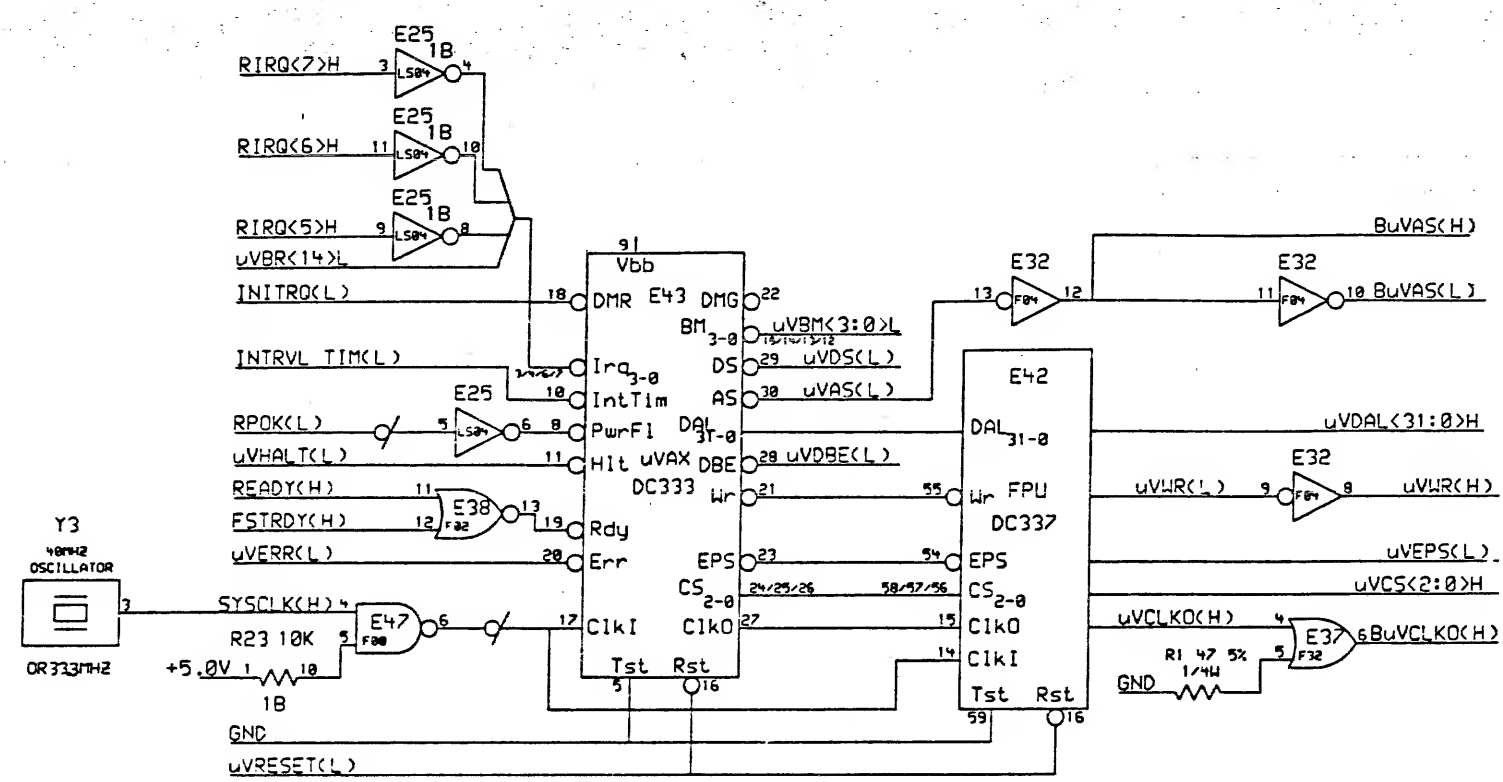 E25
1B
RIRQ<7>H 3 LS04 4
E25
1B
RIRQ<6>H 11 LS04 10
E25
1B
RIRQ<5>H 9 LS04 8
uVBR<14>L
INITRQ(L) 18
INTRVL TIM(L)
10
E25
RPOK(L) 5 LS04 6 8
uVHALT(L) 11
READY(H) 11
E38 13
FSTRDY(H) 12 F02 19
uVERR(L) 20
Y3
40MHZ
OSCILLATOR
3
OR333MHZ
SYSCLK(H) 4
E47 6 17
R23 10K 5 F00
+5.0V 1 10
1B
GND
uVRESET(L)
91
Vbb
DMR E43 DMG 22
BM 3-0 uVBM<3:0>L
15/14/13/12
Irq 3-0 DS 29 uVDS(L)
IntTim AS 30 uVAS(L)
PwrFl DAL 31-0
Hlt uVAX DBE 28 uVDBE(L)
DC333 Wr 21
Rdy
Err EPS 23
CS 2-0 24/25/26
ClkI ClkO 27
Tst Rst
5 16
E32
13 F04 12
BuVAS(H)
E32
11 F04 10 BuVAS(L)
E42
DAL 31-0 uVDAL<31:0>H
55 Wr FPU
DC337
E32
uVWR(L) 9 F04 8 uVWR(H)
54 EPS uVEPS(L)
58/57/56 CS 2-0 uVCS<2:0>H
15 ClkO uVCLKO(H) 4
E37 6 BuVCLKO(H)
14 ClkI
R1 47 5% 5 F32
1/4W
GND
Tst Rst
59 16